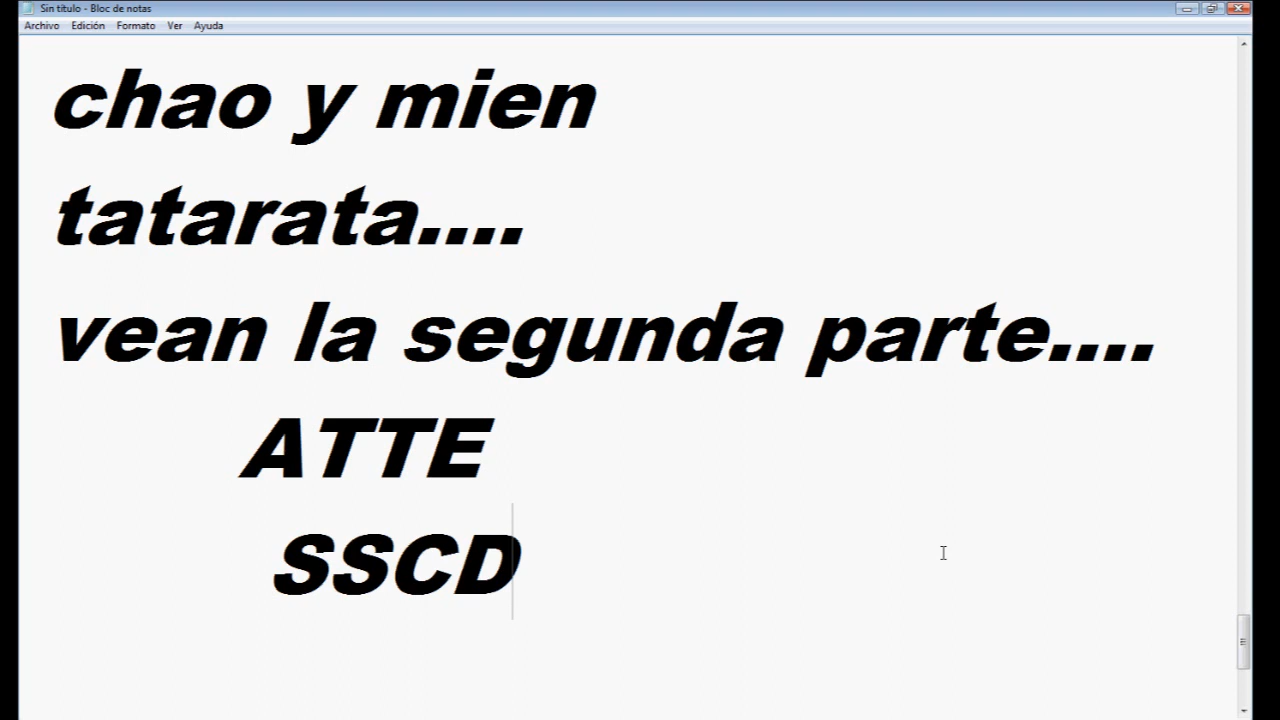 Sin título - Bloc de notas
Archivo Edición Formato Ver Ayuda
chao y mien
tatarata....
vean la segunda parte....
ATTE
SSCD